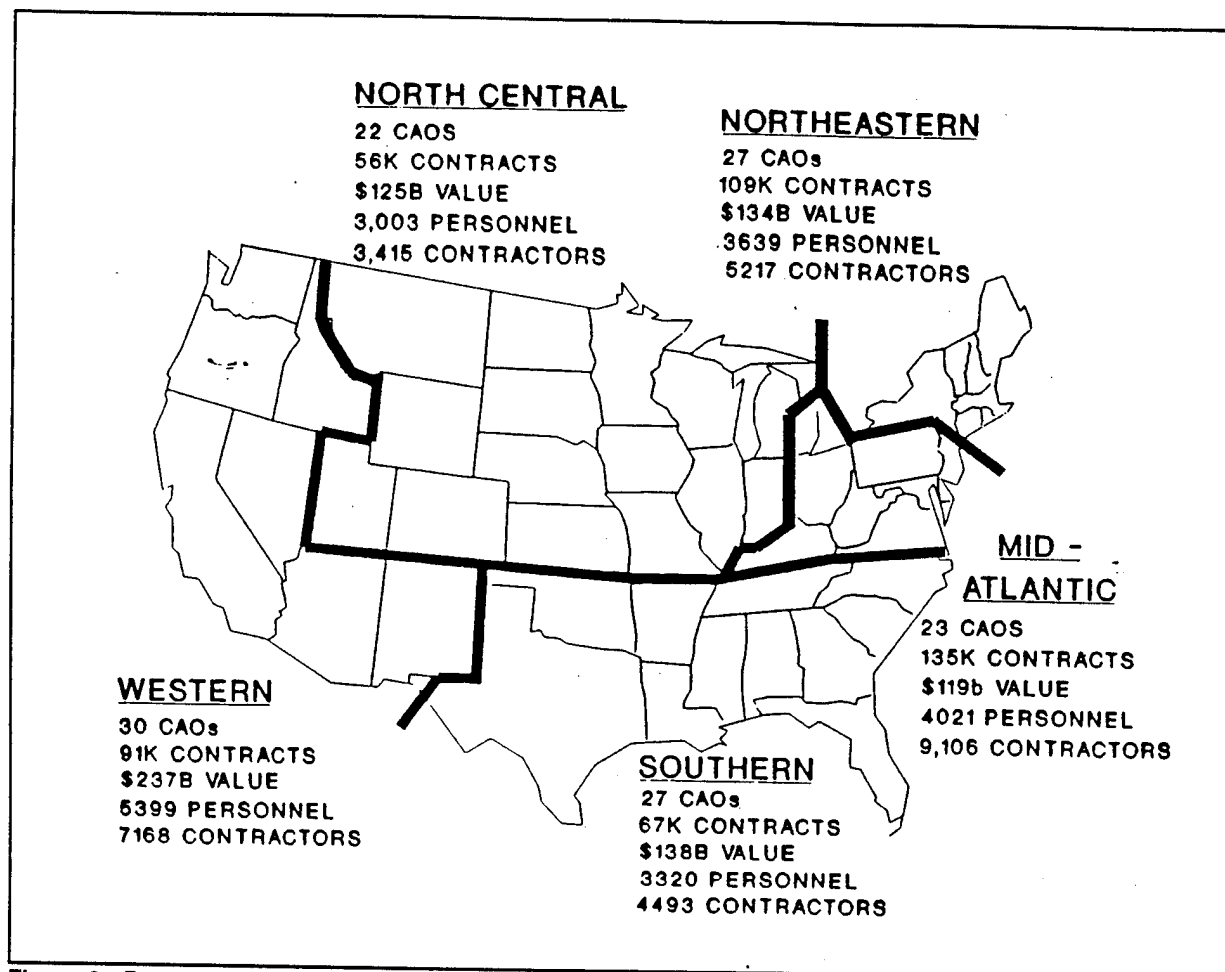 NORTH CENTRAL
22 CAOS
56K CONTRACTS
$125B VALUE
3,003 PERSONNEL
3,415 CONTRACTORS
NORTHEASTERN
27 CAOs
109K CONTRACTS
$134B VALUE
3639 PERSONNEL
5217 CONTRACTORS
MID -
ATLANTIC
23 CAOS
135K CONTRACTS
$119b VALUE
4021 PERSONNEL
9,106 CONTRACTORS
WESTERN
30 CAOs
91K CONTRACTS
$237B VALUE
5399 PERSONNEL
7168 CONTRACTORS
SOUTHERN
27 CAOs
67K CONTRACTS
$138B VALUE
3320 PERSONNEL
4493 CONTRACTORS